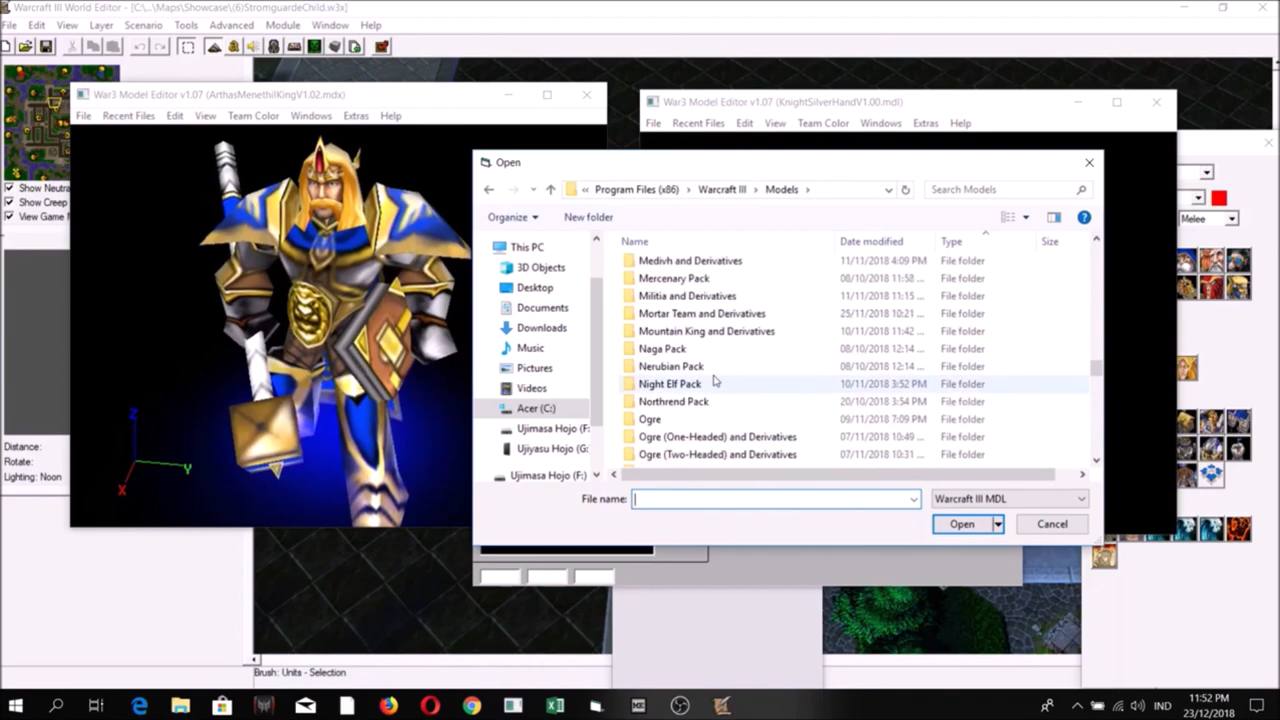 Warcraft III World Editor - [C:\...\Maps\Showcase\(6)StromguardeChild.w3x]
File Edit View Layer Scenario Tools Advanced Module Window Help
War3 Model Editor v1.07 (ArthasMenethilKingV1.02.mdx)
File Recent Files Edit View Team Color Windows Extras Help
War3 Model Editor v1.07 (KnightSilverHandV1.00.mdl)
File Recent Files Edit View Team Color Windows Extras Help
Show Neutra
Show Creep
View Game
Melee
Open
« Program Files (x86) > Warcraft III > Models >
Search Models
Organize New folder
Name Date modified Type Size
This PC
3D Objects
Desktop
Documents
Downloads
Music
Pictures
Videos
Acer (C:)
Ujimasa Hojo (F:
Ujiyasu Hojo (G:
Ujimasa Hojo (F:)
Medivh and Derivatives 11/11/2018 4:09 PM File folder
Mercenary Pack 08/10/2018 11:58 ... File folder
Militia and Derivatives 11/11/2018 11:15 ... File folder
Mortar Team and Derivatives 25/11/2018 10:21 ... File folder
Mountain King and Derivatives 10/11/2018 11:42 ... File folder
Naga Pack 08/10/2018 12:14 ... File folder
Nerubian Pack 08/10/2018 12:14 ... File folder
Night Elf Pack 10/11/2018 3:52 PM File folder
Northrend Pack 20/10/2018 3:54 PM File folder
Ogre 09/11/2018 7:09 PM File folder
Ogre (One-Headed) and Derivatives 07/11/2018 10:49 ... File folder
Ogre (Two-Headed) and Derivatives 07/11/2018 10:31 ... File folder
File name: Warcraft III MDL
Open Cancel
Distance:
Rotate:
Lighting: Noon
Z
Y
X
Brush: Units - Selection
IND
11:52 PM
23/12/2018